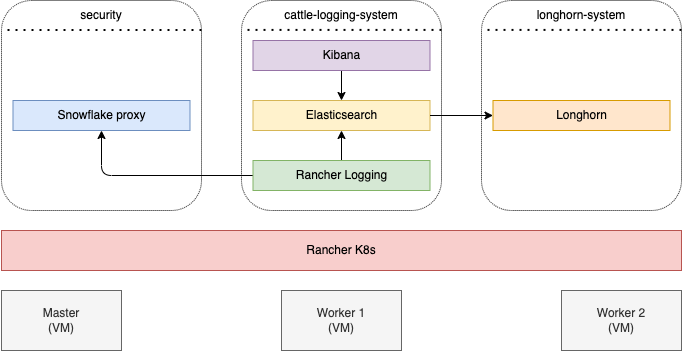 security
cattle-logging-system
longhorn-system
Kibana
Snowflake proxy
Elasticsearch
Longhorn
Rancher Logging
Rancher K8s
Master
(VM)
Worker 1
(VM)
Worker 2
(VM)